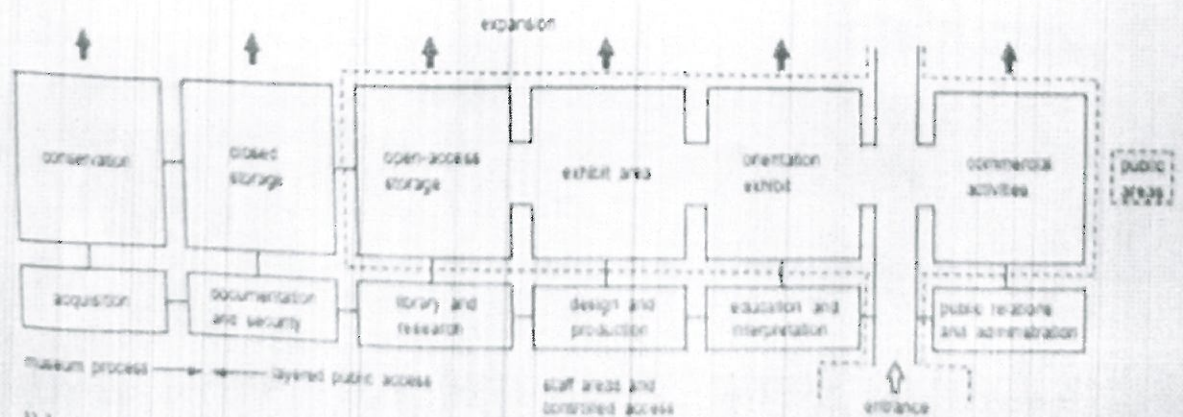 expansion
conservation
closed
storage
open-access
storage
exhibit area
orientation
exhibit
commercial
activities
public
areas
acquisition
documentation
and security
library and
research
design and
production
education and
interpretation
public relations
and administration
museum process
layered public access
staff areas and
controlled access
entrance